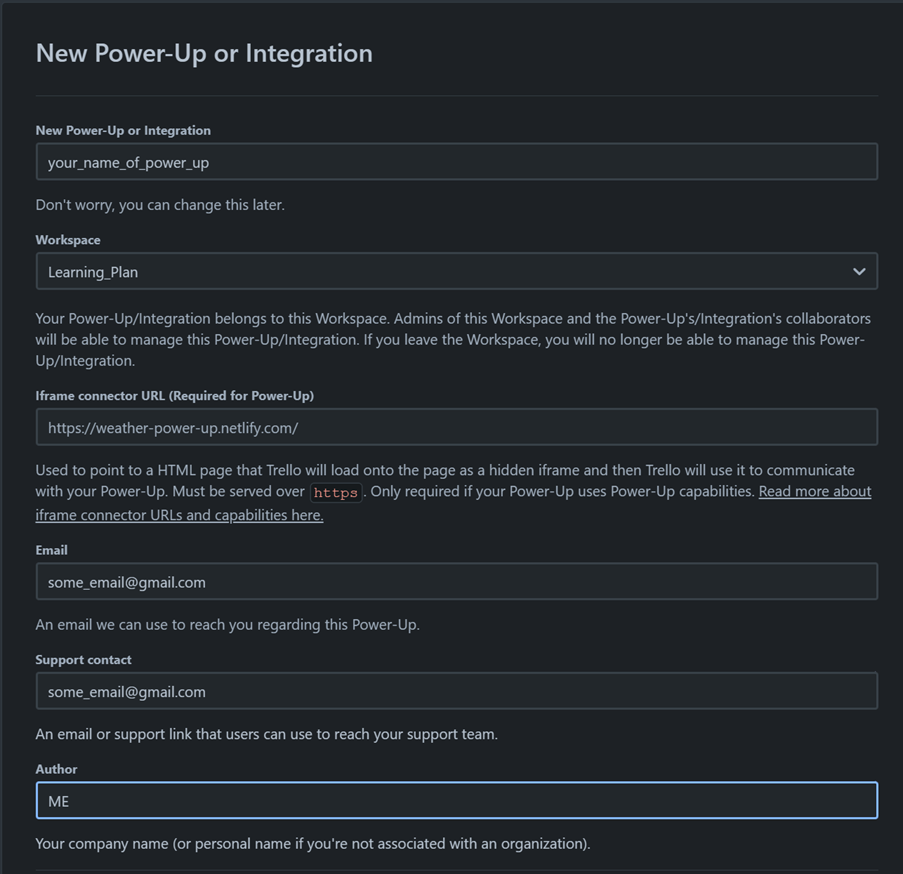 New Power-Up or Integration
New Power-Up or Integration
your_name_of_power_up
Don't worry, you can change this later.
Workspace
Learning_Plan
Your Power-Up/Integration belongs to this Workspace. Admins of this Workspace and the Power-Up's/Integration's collaborators
will be able to manage this Power-Up/Integration. If you leave the Workspace, you will no longer be able to manage this Power-
Up/Integration.
Iframe connector URL (Required for Power-Up)
https://weather-power-up.netlify.com/
Used to point to a HTML page that Trello will load onto the page as a hidden iframe and then Trello will use it to communicate
with your Power-Up. Must be served over https. Only required if your Power-Up uses Power-Up capabilities. Read more about
iframe connector URLs and capabilities here.
Email
some_email@gmail.com
An email we can use to reach you regarding this Power-Up.
Support contact
some_email@gmail.com
An email or support link that users can use to reach your support team.
Author
ME
Your company name (or personal name if you're not associated with an organization).